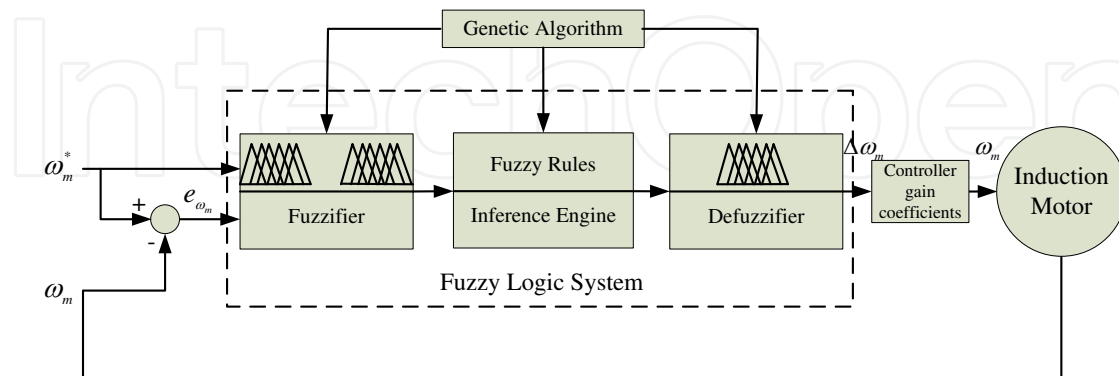 IntechOpen
Genetic Algorithm
ω*m
+
-
eωm
ωm
Fuzzifier
Fuzzy Rules
Inference Engine
Defuzzifier
Fuzzy Logic System
Δωm
Controller
gain
coefficients
ωm
Induction
Motor